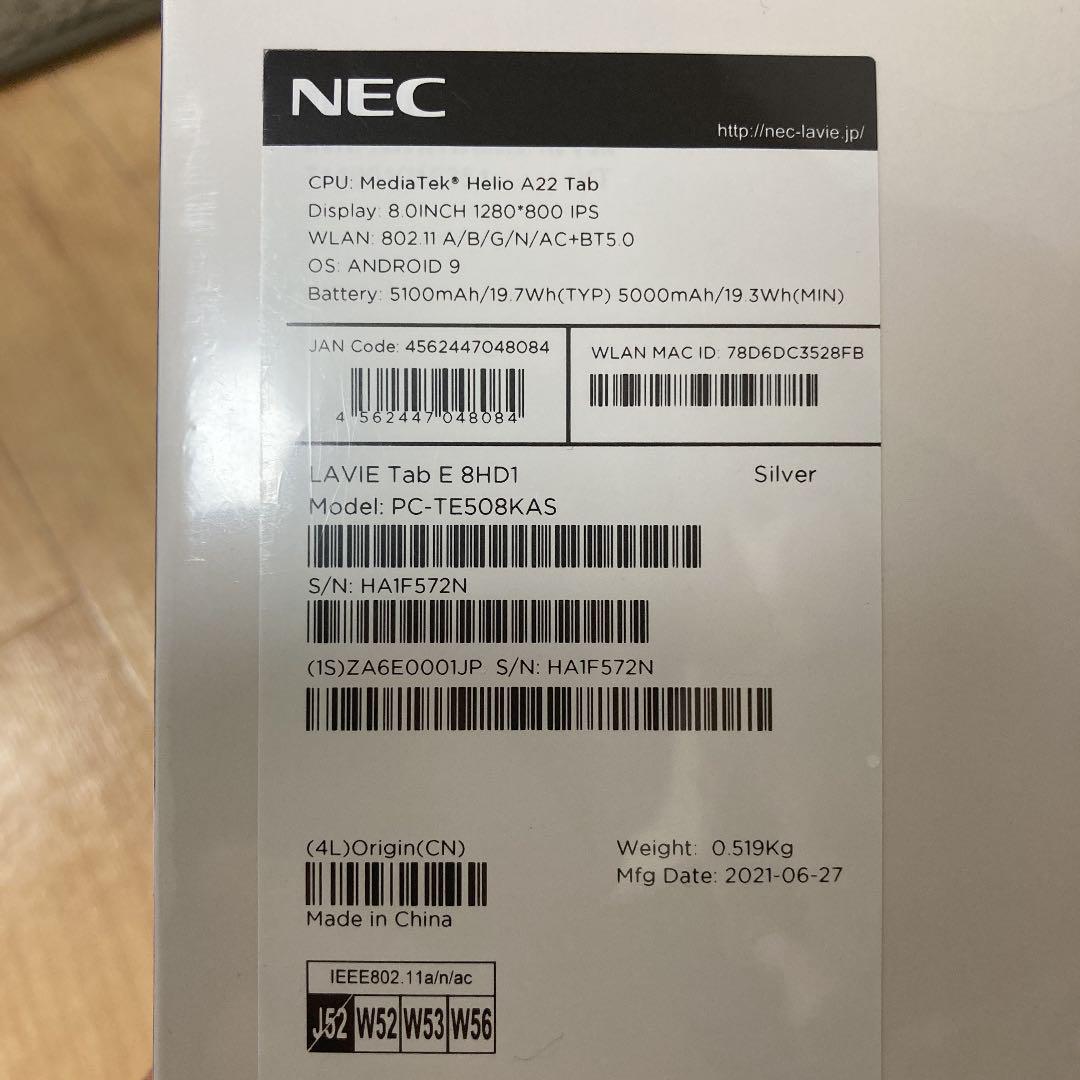 NEC
http://nec-lavie.jp/
CPU: MediaTek® Helio A22 Tab
Display: 8.0INCH 1280*800 IPS
WLAN: 802.11 A/B/G/N/AC+BT5.0
OS: ANDROID 9
Battery: 5100mAh/19.7Wh(TYP) 5000mAh/19.3Wh(MIN)
JAN Code: 4562447048084
4 562447 048084
WLAN MAC ID: 78D6DC3528FB
LAVIE Tab E 8HD1 Silver
Model: PC-TE508KAS
S/N: HA1F572N
(1S)ZA6E0001JP S/N: HA1F572N
(4L)Origin(CN)
Made in China
Weight: 0.519Kg
Mfg Date: 2021-06-27
IEEE802.11a/n/ac
J52 W52 W53 W56